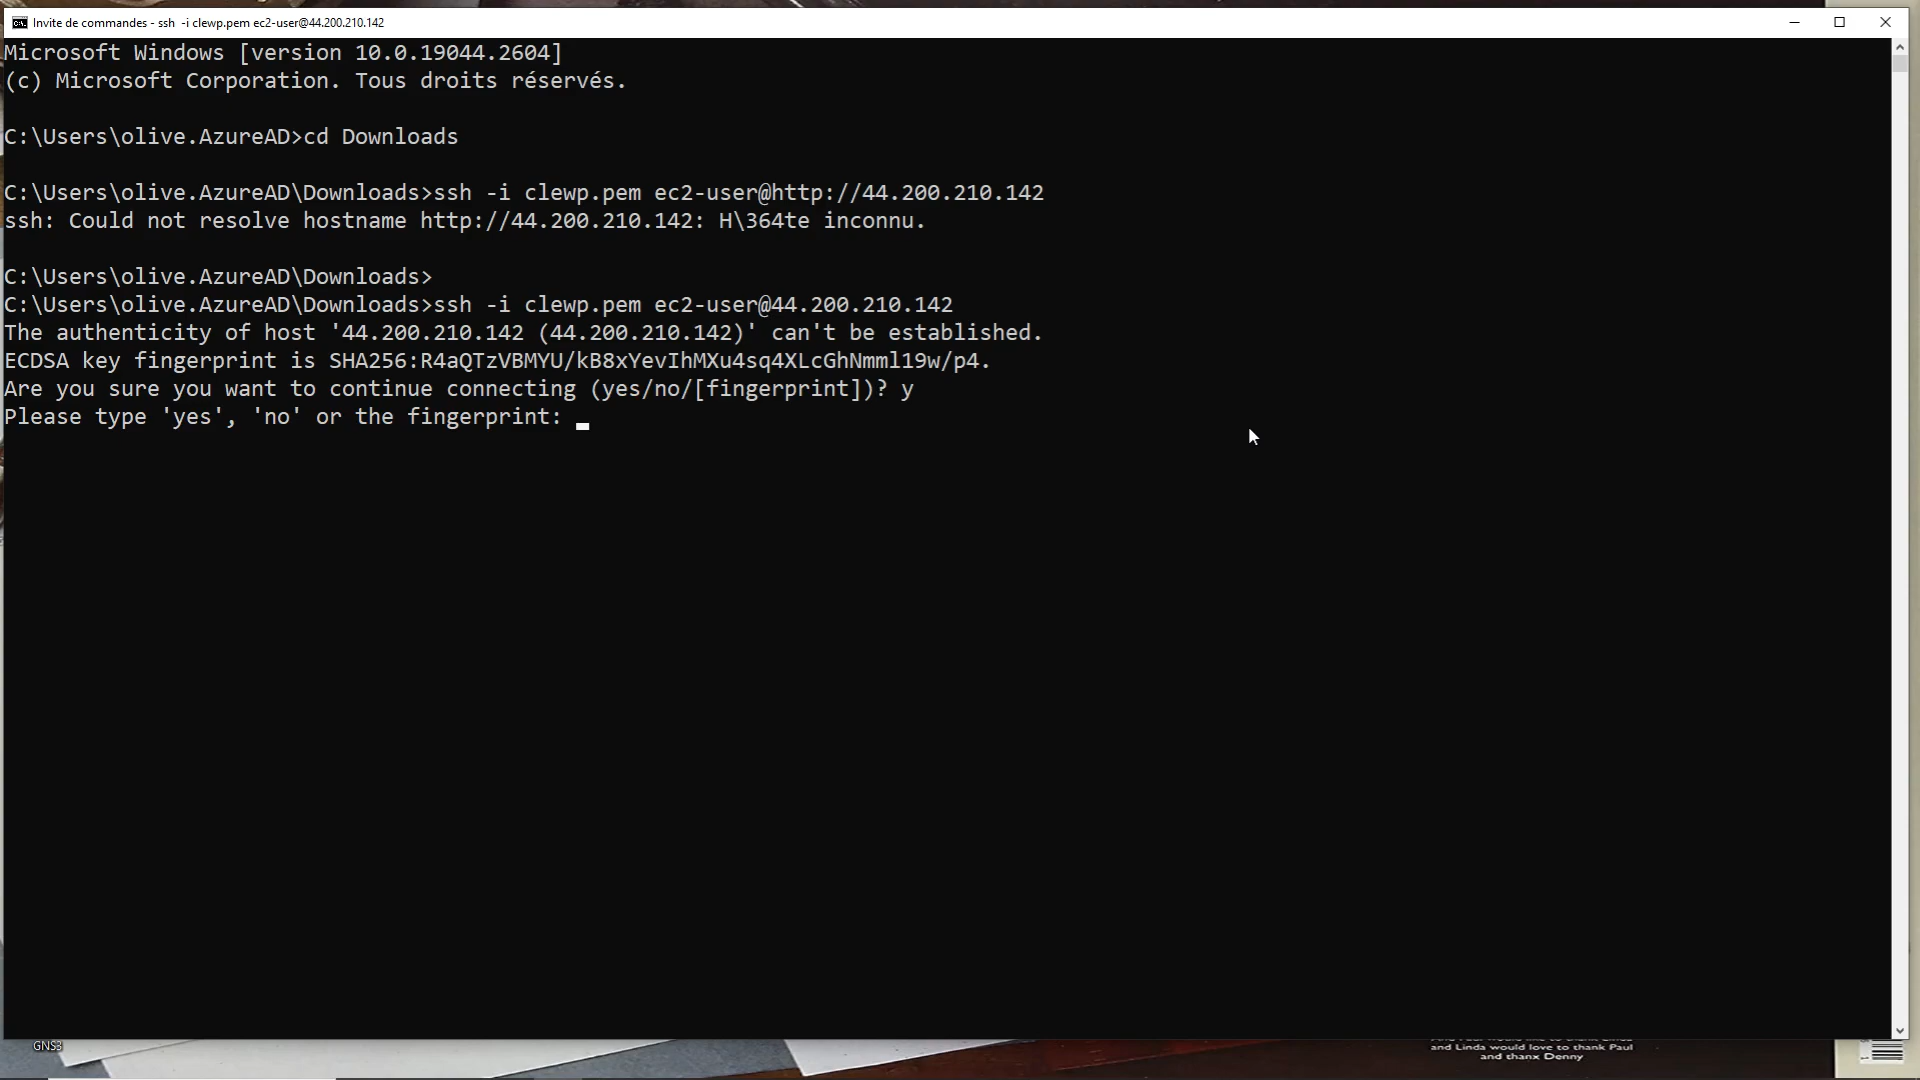 Invite de commandes - ssh -i clewp.pem ec2-user@44.200.210.142
Microsoft Windows [version 10.0.19044.2604]
(c) Microsoft Corporation. Tous droits réservés.
C:\Users\olive.AzureAD>cd Downloads
C:\Users\olive.AzureAD\Downloads>ssh -i clewp.pem ec2-user@http://44.200.210.142
ssh: Could not resolve hostname http://44.200.210.142: H\364te inconnu.
C:\Users\olive.AzureAD\Downloads>
C:\Users\olive.AzureAD\Downloads>ssh -i clewp.pem ec2-user@44.200.210.142
The authenticity of host '44.200.210.142 (44.200.210.142)' can't be established.
ECDSA key fingerprint is SHA256:R4aQTzVBMYU/kB8xYevIhMXu4sq4XLcGhNmml19w/p4.
Are you sure you want to continue connecting (yes/no/[fingerprint])? y
Please type 'yes', 'no' or the fingerprint:
GNS3
and Linda would love to thank Paul
and thanx Denny